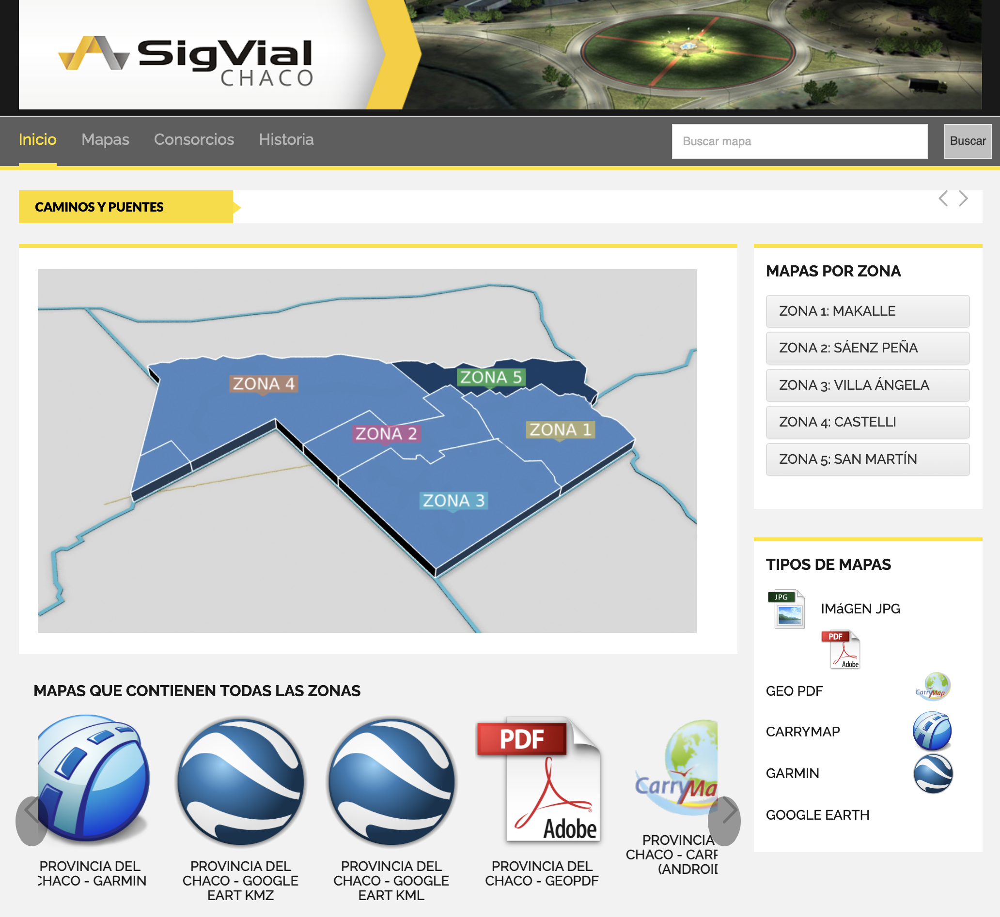 SigVial
CHACO
Inicio Mapas Consorcios Historia Buscar mapa Buscar
CAMINOS Y PUENTES
ZONA 4
ZONA 5
ZONA 2
ZONA 1
ZONA 3
MAPAS POR ZONA
ZONA 1: MAKALLE
ZONA 2: SÁENZ PEÑA
ZONA 3: VILLA ÁNGELA
ZONA 4: CASTELLI
ZONA 5: SAN MARTÍN
TIPOS DE MAPAS
JPG
IMáGEN JPG
PDF
Adobe
GEO PDF
CarryMap
CARRYMAP
GARMIN
GOOGLE EARTH
MAPAS QUE CONTIENEN TODAS LAS ZONAS
PROVINCIA DEL
CHACO - GARMIN
PROVINCIA DEL
CHACO - GOOGLE
EART KMZ
PROVINCIA DEL
CHACO - GOOGLE
EART KML
PDF
Adobe
PROVINCIA DEL
CHACO - GEOPDF
CarryMa
PROVINCIA
CHACO - CARR
(ANDROID